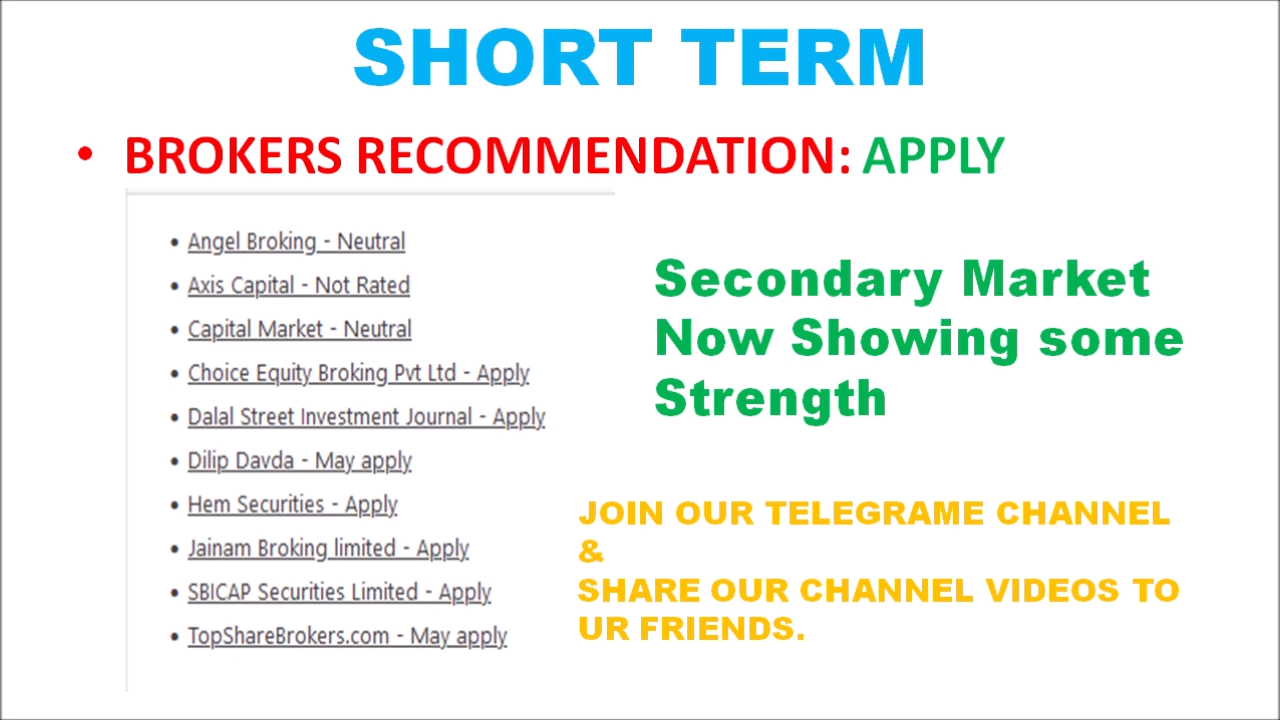 SHORT TERM
• BROKERS RECOMMENDATION: APPLY
• Angel Broking - Neutral
• Axis Capital - Not Rated
• Capital Market - Neutral
• Choice Equity Broking Pvt Ltd - Apply
• Dalal Street Investment Journal - Apply
• Dilip Davda - May apply
• Hem Securities - Apply
• Jainam Broking limited - Apply
• SBICAP Securities Limited - Apply
• TopShareBrokers.com - May apply
Secondary Market
Now Showing some
Strength
JOIN OUR TELEGRAME CHANNEL
&
SHARE OUR CHANNEL VIDEOS TO
UR FRIENDS.